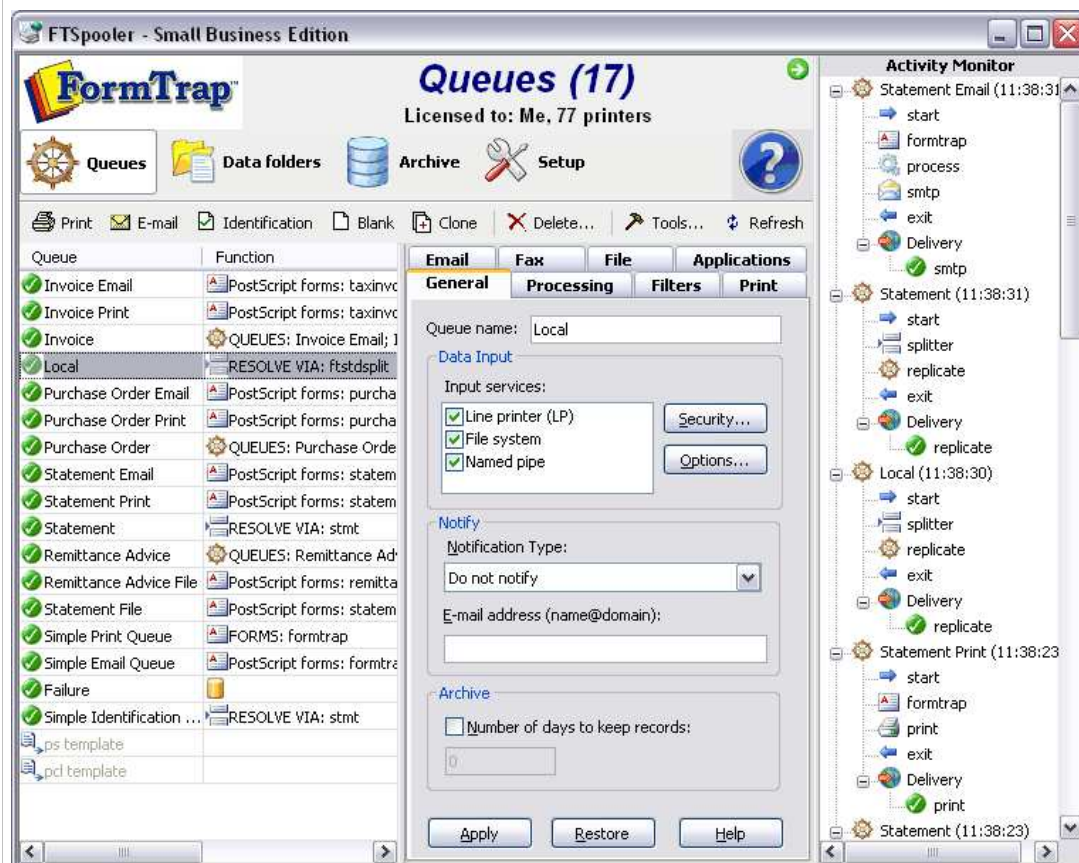 FTSpooler - Small Business Edition
FormTrap™
Queues (17)
Licensed to: Me, 77 printers
Queues
Data folders
Archive
Setup
Print
E-mail
Identification
Blank
Clone
Delete...
Tools...
Refresh
Queue Function
Invoice Email PostScript forms: taxinvc
Invoice Print PostScript forms: taxinvc
Invoice QUEUES: Invoice Email;
Local RESOLVE VIA: ftstdsplit
Purchase Order Email PostScript forms: purcha
Purchase Order Print PostScript forms: purcha
Purchase Order QUEUES: Purchase Orde
Statement Email PostScript forms: statem
Statement Print PostScript forms: statem
Statement RESOLVE VIA: stmt
Remittance Advice QUEUES: Remittance Ad
Remittance Advice File PostScript forms: remitta
Statement File PostScript forms: statem
Simple Print Queue FORMS: formtrap
Simple Email Queue PostScript forms: formtra
Failure
Simple Identification ... RESOLVE VIA: stmt
ps template
pcl template
Email Fax File Applications
General Processing Filters Print
Queue name: Local
Data Input
Input services:
Line printer (LP)
File system
Named pipe
Security...
Options...
Notify
Notification Type:
Do not notify
E-mail address (name@domain):
Archive
Number of days to keep records:
0
Apply Restore Help
Activity Monitor
Statement Email (11:38:31
start
formtrap
process
smtp
exit
Delivery
smtp
Statement (11:38:31)
start
splitter
replicate
exit
Delivery
replicate
Local (11:38:30)
start
splitter
replicate
exit
Delivery
replicate
Statement Print (11:38:23
start
formtrap
print
exit
Delivery
print
Statement (11:38:23)